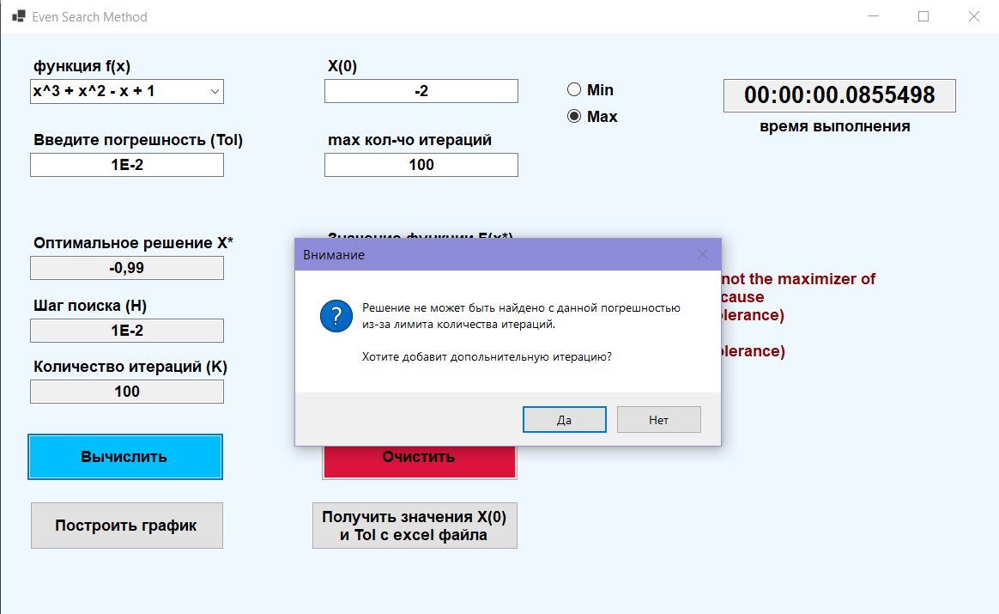 Even Search Method
функция f(x)
x^3 + x^2 - x + 1
X(0)
-2
Min
Max
00:00:00.0855498
время выполнения
Введите погрешность (Tol)
1E-2
max кол-чо итераций
100
Оптимальное решение X*
-0,99
Значение функции F(x*)
Шаг поиска (H)
1E-2
Количество итераций (K)
100
Внимание
Решение не может быть найдено с данной погрешностью
из-за лимита количества итераций.
Хотите добавит допольнительную итерацию?
Да
Нет
not the maximizer of
cause
lerance)
olerance)
Вычислить
Очистить
Построить график
Получить значения X(0)
и Tol с excel файла